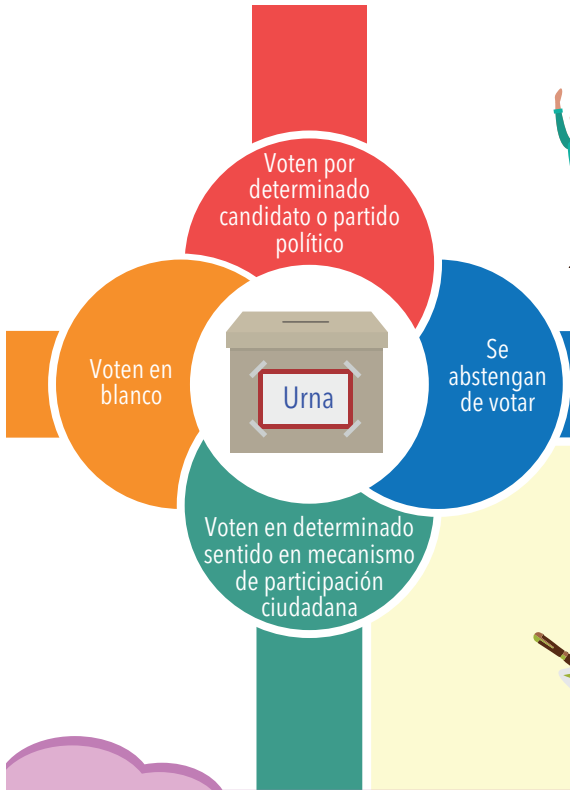 Voten por
determinado
candidato o partido
político
Voten en
blanco
Urna
Se
abstengan
de votar
Voten en determinado
sentido en mecanismo
de participación
ciudadana